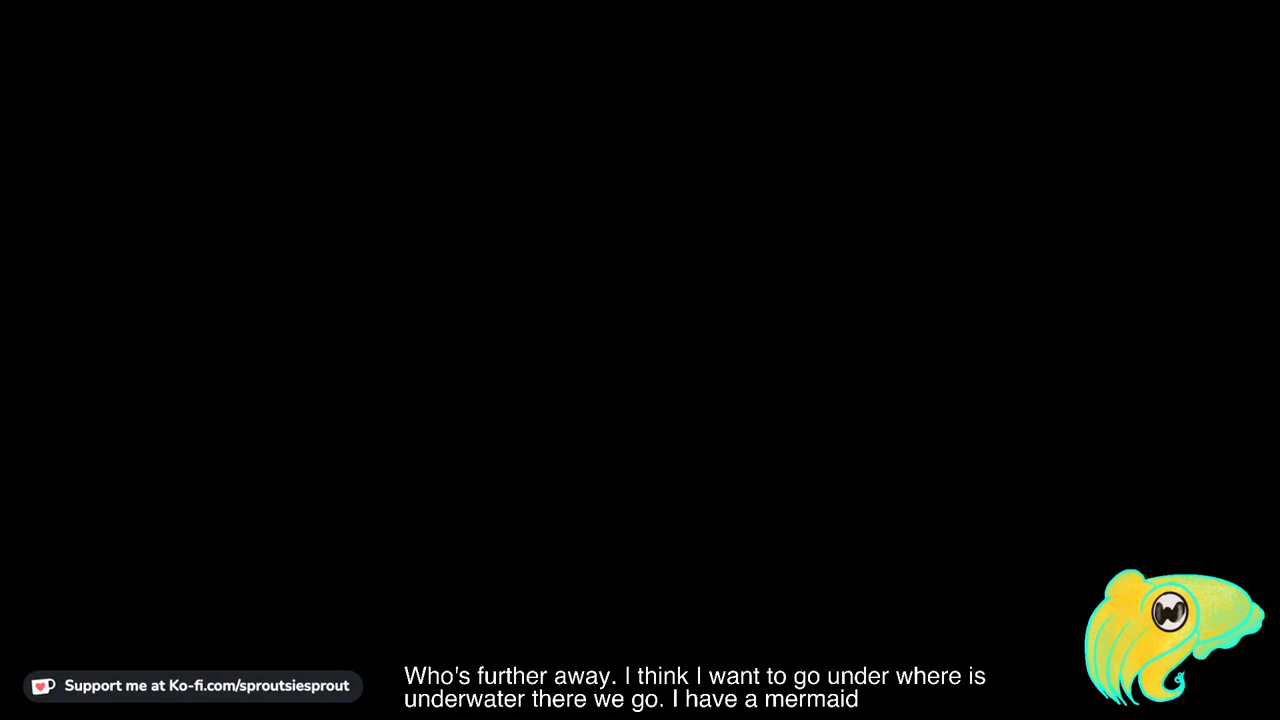 Who's further away. I think I want to go under where is
underwater there we go. I have a mermaid
Support me at Ko-fi.com/sproutsiesprout